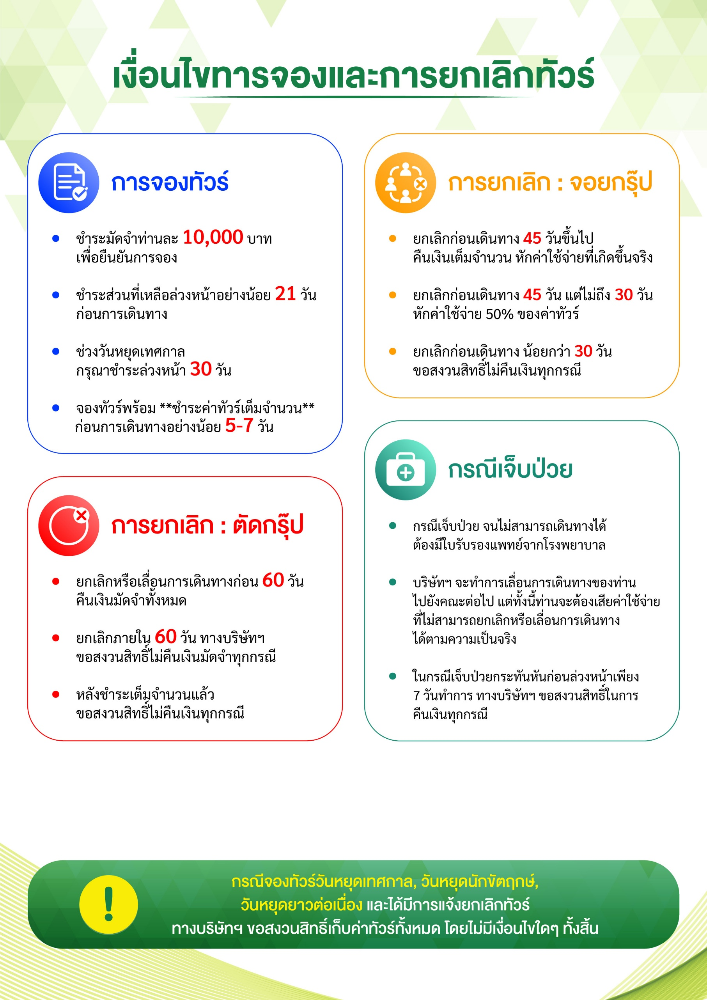 เงื่อนไขทารจองและการยกเลิกทัวร์
การจองทัวร์
ชำระมัดจำท่านละ 10,000 บาท
เพื่อยืนยันการจอง
ชำระส่วนที่เหลือล่วงหน้าอย่างน้อย 21 วัน
ก่อนการเดินทาง
ช่วงวันหยุดเทศกาล
กรุณาชำระล่วงหน้า 30 วัน
จองทัวร์พร้อม **ชำระค่าทัวร์เต็มจำนวน**
ก่อนการเดินทางอย่างน้อย 5-7 วัน
การยกเลิก : จอยกรุ๊ป
ยกเลิกก่อนเดินทาง 45 วันขึ้นไป
คืนเงินเต็มจำนวน หักค่าใช้จ่ายที่เกิดขึ้นจริง
ยกเลิกก่อนเดินทาง 45 วัน แต่ไม่ถึง 30 วัน
หักค่าใช้จ่าย 50% ของค่าทัวร์
ยกเลิกก่อนเดินทาง น้อยกว่า 30 วัน
ขอสงวนสิทธิ์ไม่คืนเงินทุกกรณี
การยกเลิก : ตัดกรุ๊ป
ยกเลิกหรือเลื่อนการเดินทางก่อน 60 วัน
คืนเงินมัดจำทั้งหมด
ยกเลิกภายใน 60 วัน ทางบริษัทฯ
ขอสงวนสิทธิ์ไม่คืนเงินมัดจำทุกกรณี
หลังชำระเต็มจำนวนแล้ว
ขอสงวนสิทธิ์ไม่คืนเงินทุกกรณี
กรณีเจ็บป่วย
กรณีเจ็บป่วย จนไม่สามารถเดินทางได้
ต้องมีใบรับรองแพทย์จากโรงพยาบาล
บริษัทฯ จะทำการเลื่อนการเดินทางของท่าน
ไปยังคณะต่อไป แต่ทั้งนี้ท่านจะต้องเสียค่าใช้จ่าย
ที่ไม่สามารถยกเลิกหรือเลื่อนการเดินทาง
ได้ตามความเป็นจริง
ในกรณีเจ็บป่วยกระทันหันก่อนล่วงหน้าเพียง
7 วันทำการ ทางบริษัทฯ ขอสงวนสิทธิ์ในการ
คืนเงินทุกกรณี
กรณีจองทัวร์วันหยุดเทศกาล, วันหยุดนักขัตฤกษ์,
วันหยุดยาวต่อเนื่อง และได้มีการแจ้งยกเลิกทัวร์
ทางบริษัทฯ ขอสงวนสิทธิ์เก็บค่าทัวร์ทั้งหมด โดยไม่มีเงื่อนไขใดๆ ทั้งสิ้น